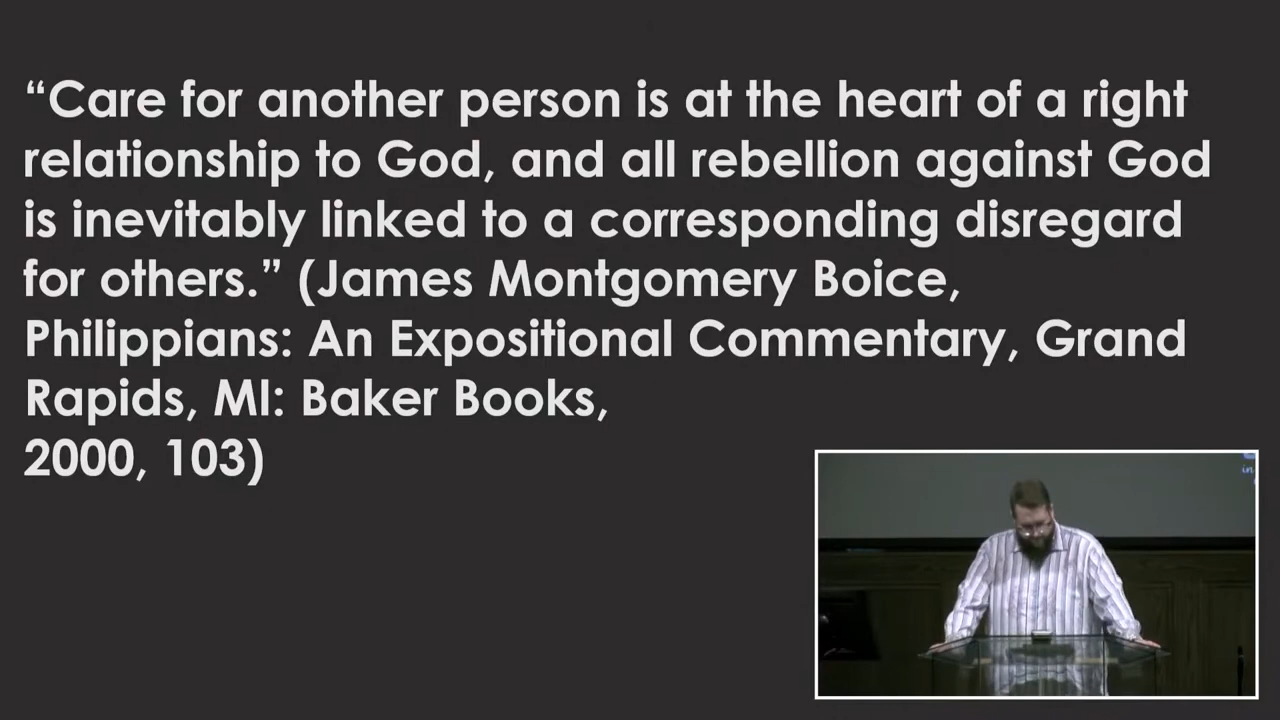 “Care for another person is at the heart of a right
relationship to God, and all rebellion against God
is inevitably linked to a corresponding disregard
for others.” (James Montgomery Boice,
Philippians: An Expositional Commentary, Grand
Rapids, MI: Baker Books,
2000, 103)
in